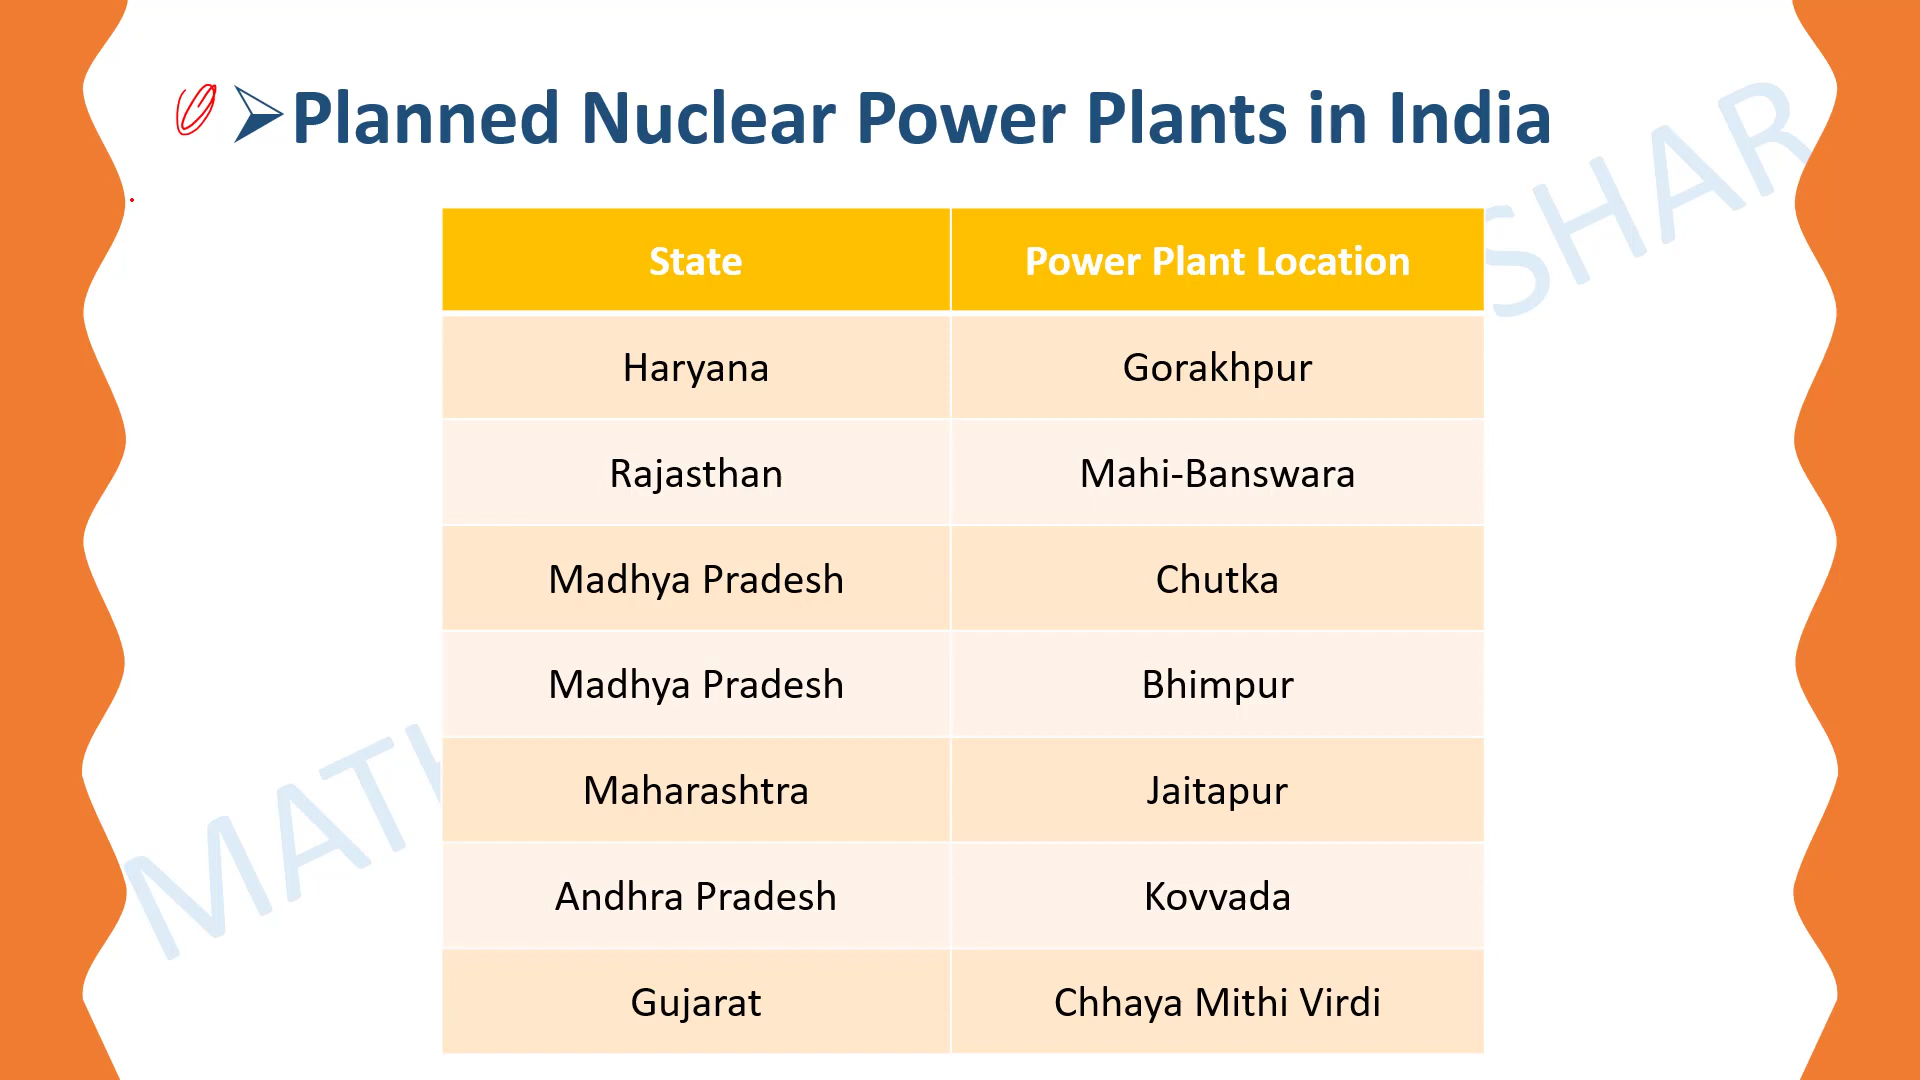 Planned Nuclear Power Plants in India
State Power Plant Location
Haryana Gorakhpur
Rajasthan Mahi-Banswara
Madhya Pradesh Chutka
Madhya Pradesh Bhimpur
Maharashtra Jaitapur
Andhra Pradesh Kovvada
Gujarat Chhaya Mithi Virdi